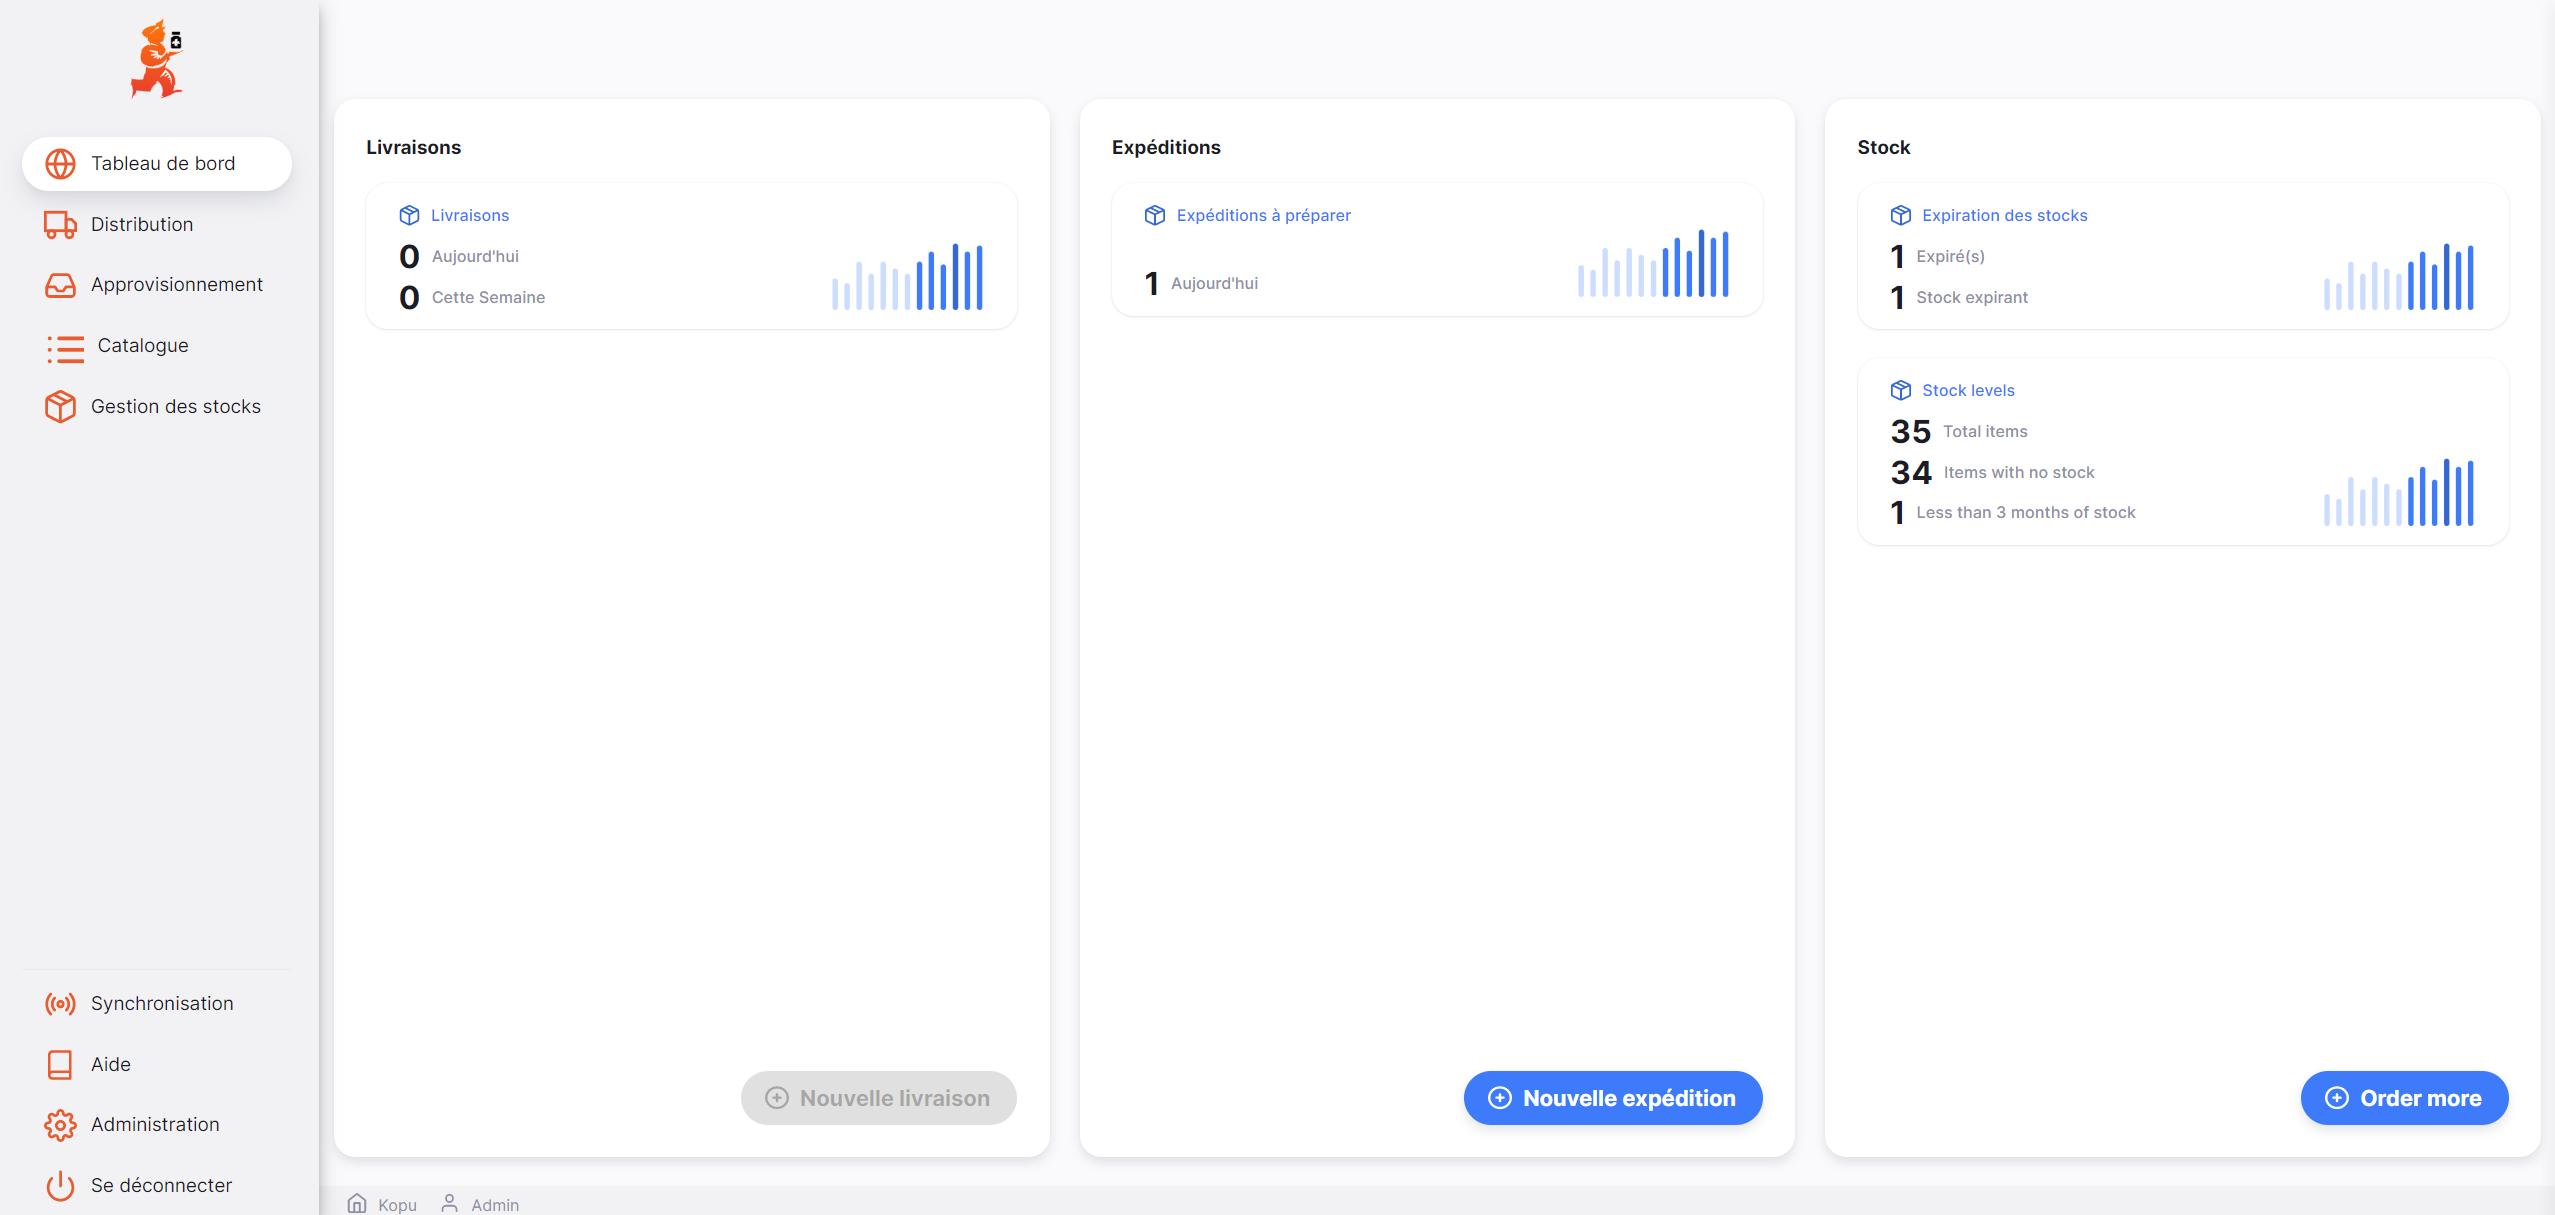 Tableau de bord
Distribution
Approvisionnement
Catalogue
Gestion des stocks
Synchronisation
Aide
Administration
Se déconnecter
Livraisons
Livraisons
0 Aujourd'hui
0 Cette Semaine
Nouvelle livraison
Expéditions
Expéditions à préparer
1 Aujourd'hui
Nouvelle expédition
Stock
Expiration des stocks
1 Expiré(s)
1 Stock expirant
Stock levels
35 Total items
34 Items with no stock
1 Less than 3 months of stock
Order more
Kopu Admin